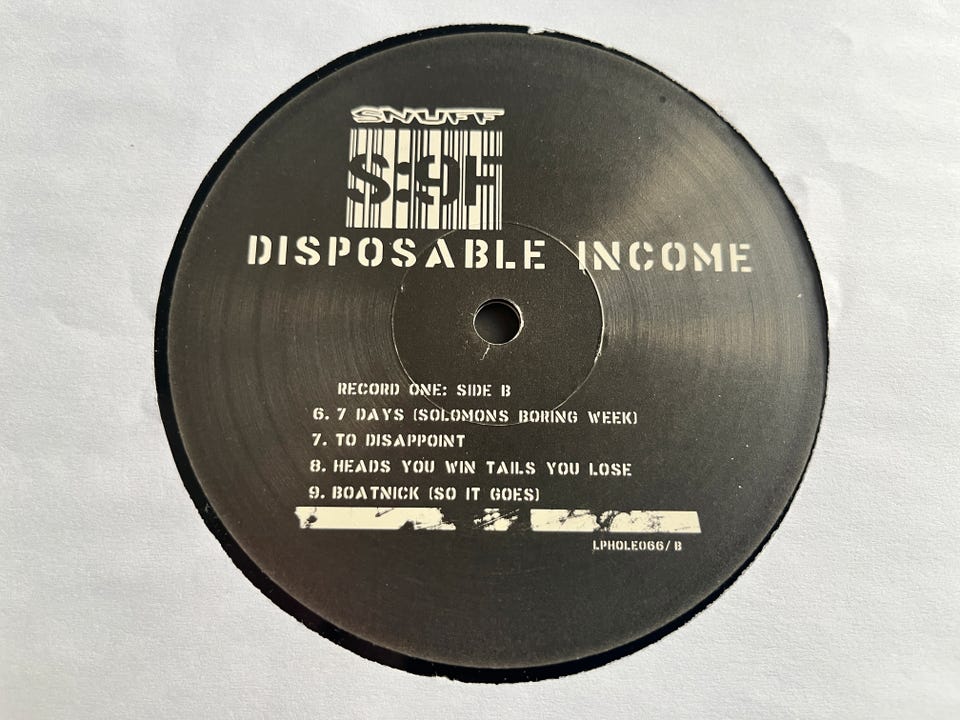 SNUFF
S:9H
DISPOSABLE INCOME
RECORD ONE: SIDE B
6. 7 DAYS (SOLOMONS BORING WEEK)
7. TO DISAPPOINT
8. HEADS YOU WIN TAILS YOU LOSE
9. BOATNICK (SO IT GOES)
LPHOLE066/B